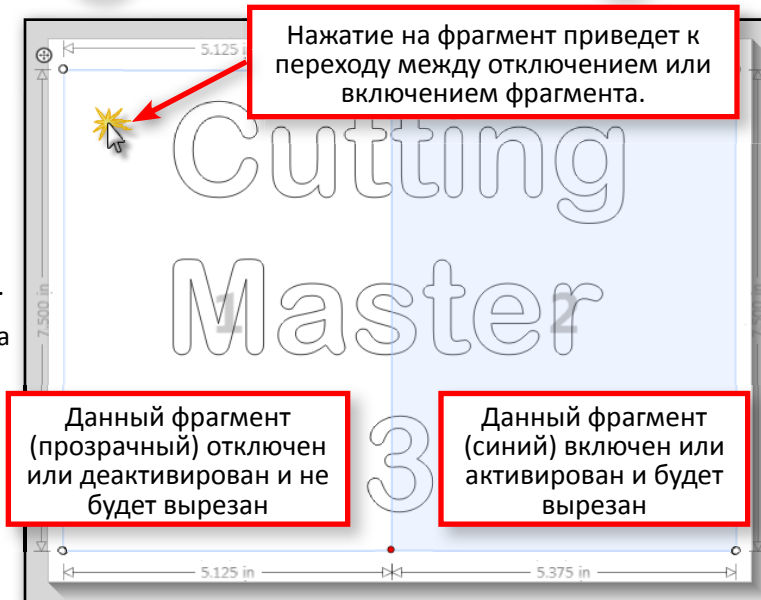 Нажатие на фрагмент приведет к
переходу между отключением или
включением фрагмента.
5.125
Cutting
Master
1
2
3
7.500 in
7.500 in
а
Данный фрагмент
(прозрачный) отключен
или деактивирован и не
будет вырезан
Данный фрагмент
(синий) включен или
активирован и будет
вырезан
5.125 in
5.375 in